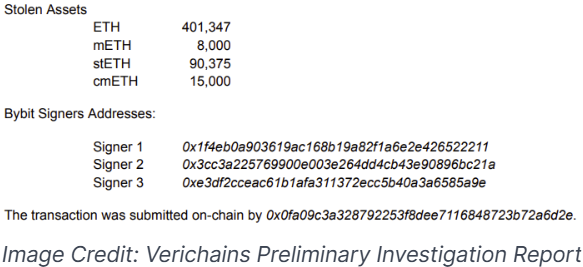 Stolen Assets
ETH 401,347
mETH 8,000
stETH 90,375
cmETH 15,000
Bybit Signers Addresses:
Signer 1 0x1f4eb0a903619ac168b19a82f1a6e2e426522211
Signer 2 0x3cc3a225769900e003e264dd4cb43e90896bc21a
Signer 3 0xe3df2cceac61b1afa311372ecc5b40a3a6585a9e
The transaction was submitted on-chain by 0x0fa09c3a328792253f8dee7116848723b72a6d2e.
Image Credit: Verichains Preliminary Investigation Report